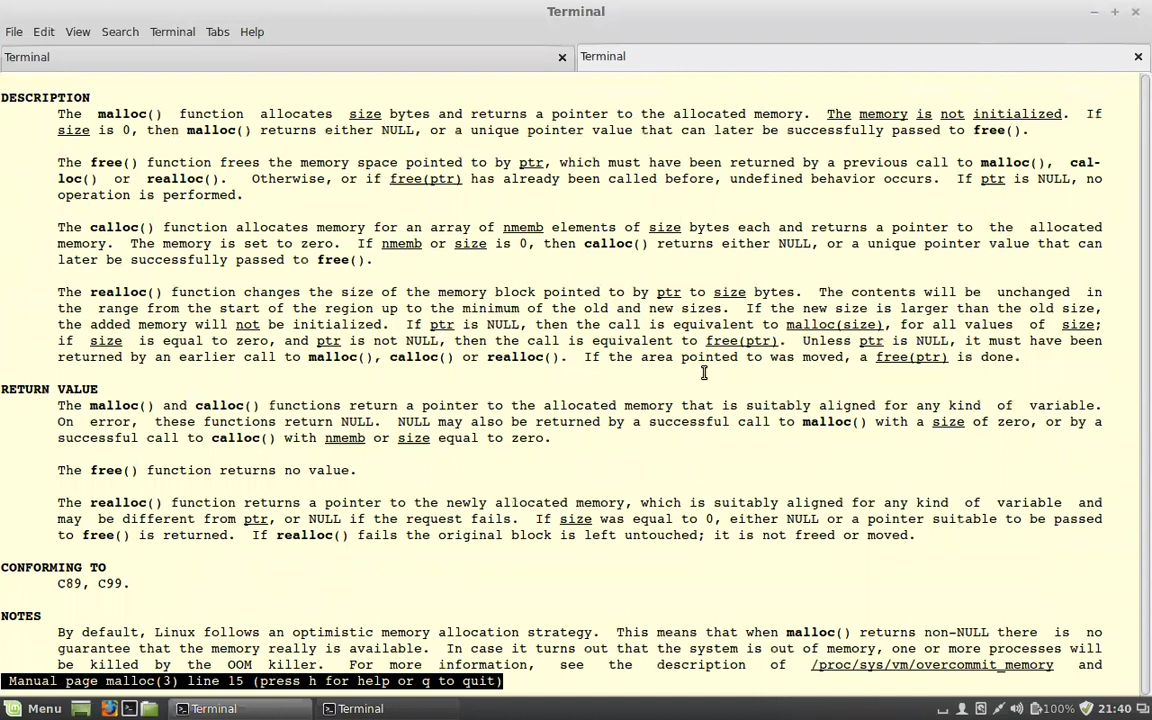 Terminal
File Edit View Search Terminal Tabs Help
Terminal Terminal
DESCRIPTION
The malloc() function allocates size bytes and returns a pointer to the allocated memory. The memory is not initialized. If
size is 0, then malloc() returns either NULL, or a unique pointer value that can later be successfully passed to free().
The free() function frees the memory space pointed to by ptr, which must have been returned by a previous call to malloc(), cal-
loc() or realloc(). Otherwise, or if free(ptr) has already been called before, undefined behavior occurs. If ptr is NULL, no
operation is performed.
The calloc() function allocates memory for an array of nmemb elements of size bytes each and returns a pointer to the allocated
memory. The memory is set to zero. If nmemb or size is 0, then calloc() returns either NULL, or a unique pointer value that can
later be successfully passed to free().
The realloc() function changes the size of the memory block pointed to by ptr to size bytes. The contents will be unchanged in
the range from the start of the region up to the minimum of the old and new sizes. If the new size is larger than the old size,
the added memory will not be initialized. If ptr is NULL, then the call is equivalent to malloc(size), for all values of size;
if size is equal to zero, and ptr is not NULL, then the call is equivalent to free(ptr). Unless ptr is NULL, it must have been
returned by an earlier call to malloc(), calloc() or realloc(). If the area pointed to was moved, a free(ptr) is done.
RETURN VALUE
The malloc() and calloc() functions return a pointer to the allocated memory that is suitably aligned for any kind of variable.
On error, these functions return NULL. NULL may also be returned by a successful call to malloc() with a size of zero, or by a
successful call to calloc() with nmemb or size equal to zero.
The free() function returns no value.
The realloc() function returns a pointer to the newly allocated memory, which is suitably aligned for any kind of variable and
may be different from ptr, or NULL if the request fails. If size was equal to 0, either NULL or a pointer suitable to be passed
to free() is returned. If realloc() fails the original block is left untouched; it is not freed or moved.
CONFORMING TO
C89, C99.
NOTES
By default, Linux follows an optimistic memory allocation strategy. This means that when malloc() returns non-NULL there is no
guarantee that the memory really is available. In case it turns out that the system is out of memory, one or more processes will
be killed by the OOM killer. For more information, see the description of /proc/sys/vm/overcommit_memory and
Manual page malloc(3) line 15 (press h for help or q to quit)
Menu Terminal Terminal 100% 21:40